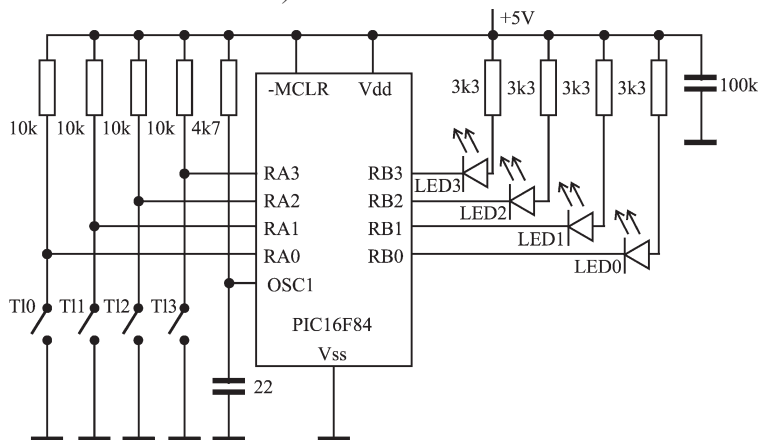 +5V
-MCLR Vdd
3k3 3k3 3k3 3k3
100k
10k 10k 10k 10k 4k7
RA3 RB3
LED3
RA2 RB2
LED2
RA1 RB1
LED1
RA0 RB0
LED0
OSC1
Tl0 Tl1 Tl2 Tl3
PIC16F84
Vss
22